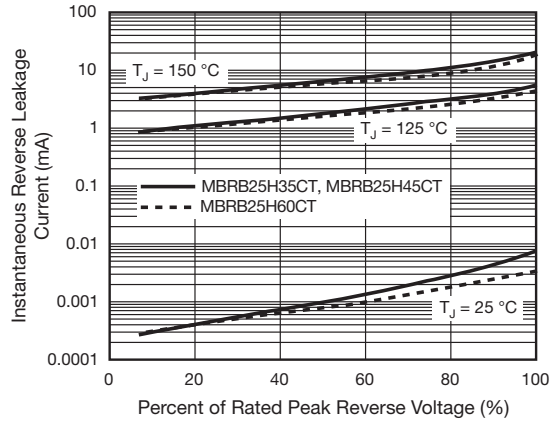 Instantaneous Reverse Leakage
Current (mA)
100
10
1
0.1
0.01
0.001
0.0001
T_J = 150 °C
T_J = 125 °C
MBRB25H35CT, MBRB25H45CT
MBRB25H60CT
T_J = 25 °C
0
20
40
60
80
100
Percent of Rated Peak Reverse Voltage (%)